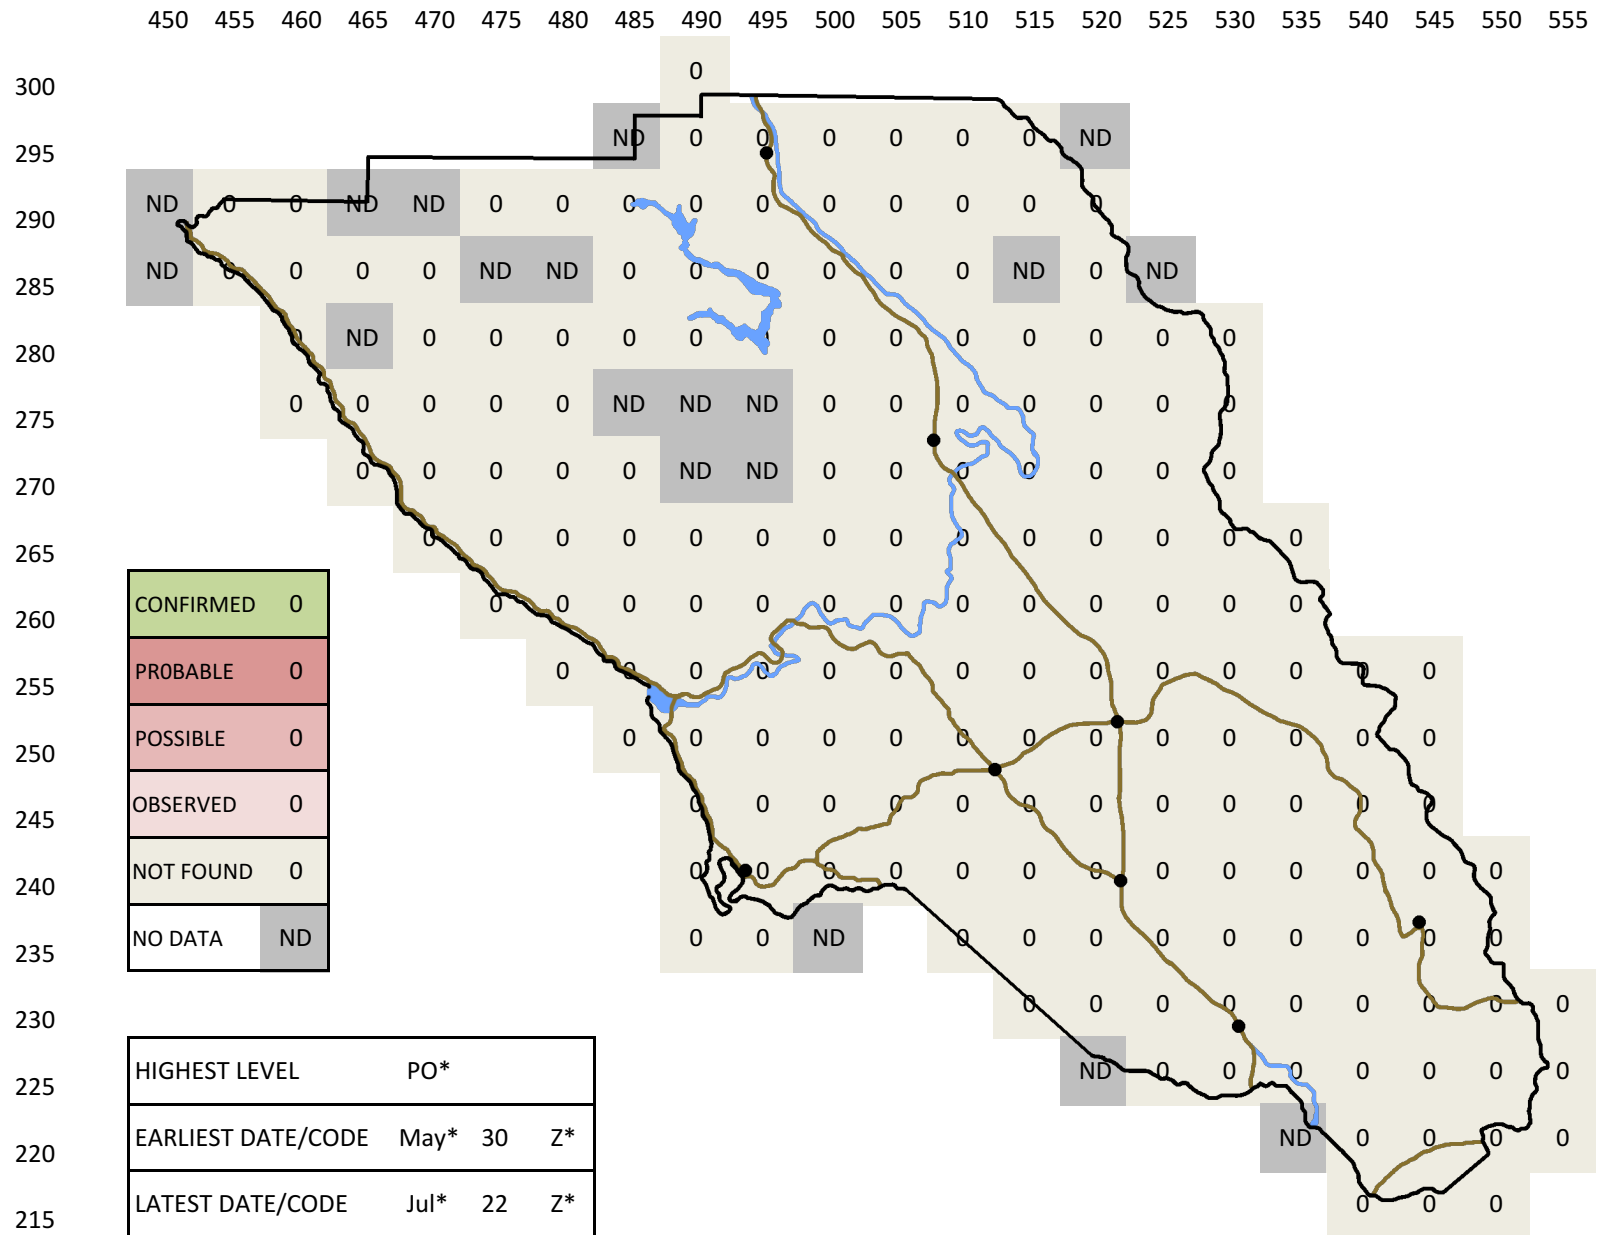 450 455 460 465 470 475 480 485 490 495 500 505 510 515 520 525 530 535 540 545 550 555
300 0
295 ND 0 0 0 0 0 0 ND
290 ND 0 0 ND ND 0 0 0 0 0 0 0 0 0 0
285 ND 0 0 0 0 ND ND 0 0 0 0 0 0 ND 0 ND
280 0 ND 0 0 0 0 0 0 0 0 0 0 0 0 0
275 0 0 0 0 0 ND ND ND 0 0 0 0 0 0 0
270 0 0 0 0 0 ND ND 0 0 0 0 0 0 0
265 0 0 0 0 0 0 0 0 0 0 0 0 0 0
260 CONFIRMED 0 0 0 0 0 0 0 0 0 0 0 0 0 0
255 PR0BABLE 0 0 0 0 0 0 0 0 0 0 0 0 0 0 0
250 POSSIBLE 0 0 0 0 0 0 0 0 0 0 0 0 0 0
245 OBSERVED 0 0 0 0 0 0 0 0 0 0 0 0 0
240 NOT FOUND 0 0 0 0 0 0 0 0 0 0 0 0 0 0
235 NO DATA ND 0 0 ND 0 0 0 0 0 0 0 0 0
230 0 0 0 0 0 0 0 0 0
225 HIGHEST LEVEL PO* ND 0 0 0 0 0 0 0
220 EARLIEST DATE/CODE May* 30 Z* ND 0 0 0 0
215 LATEST DATE/CODE Jul* 22 Z* 0 0 0